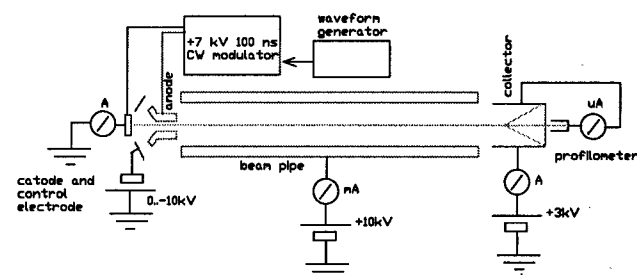 +7 kV 100 ns
CW modulator
waveform
generator
anode
collector
A
uA
profilometer
beam pipe
catode and
control
electrode
0..-10kV
mA
+10kV
A
+3kV